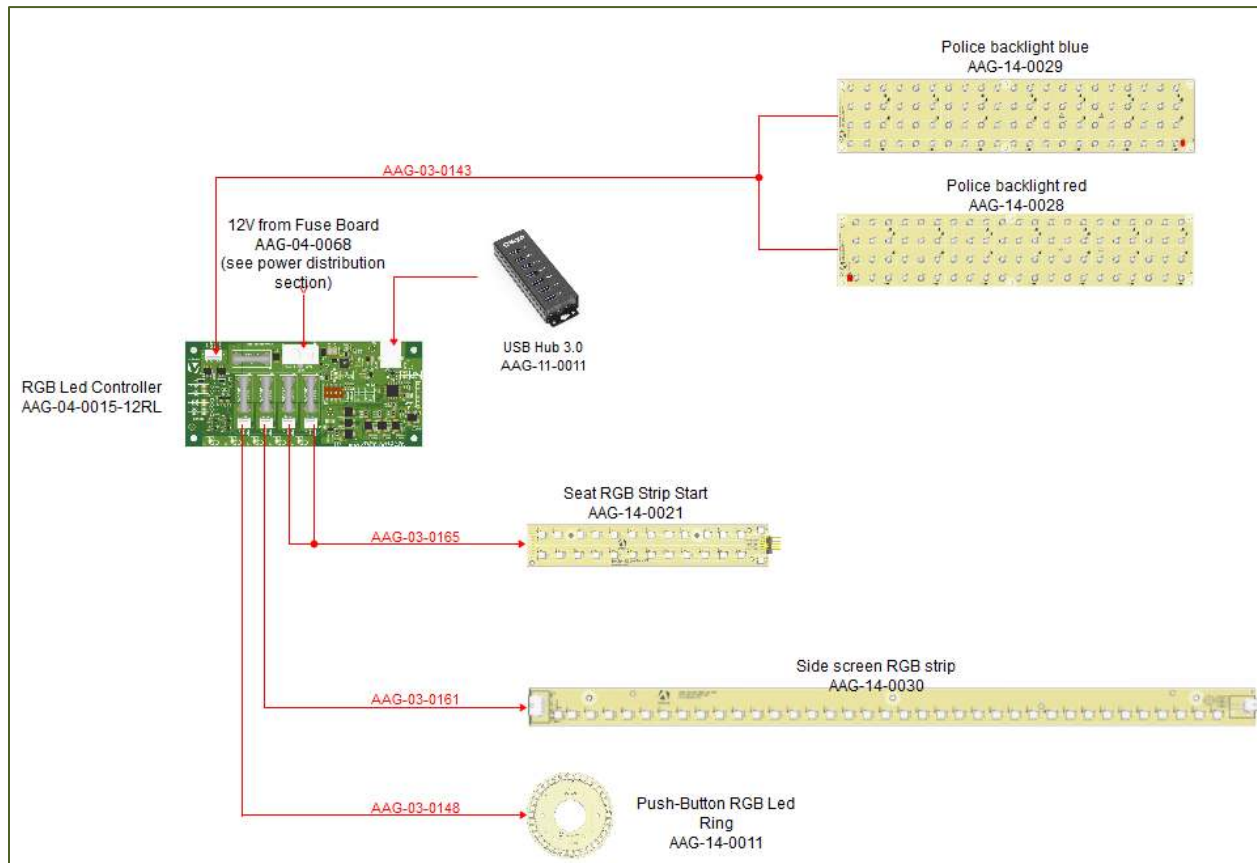 Police backlight blue
AAG-14-0029
AAG-03-0143
Police backlight red
AAG-14-0028
12V from Fuse Board
AAG-04-0068
(see power distribution
section)
USB Hub 3.0
AAG-11-0011
RGB Led Controller
AAG-04-0015-12RL
Seat RGB Strip Start
AAG-14-0021
AAG-03-0165
Side screen RGB strip
AAG-14-0030
AAG-03-0161
AAG-03-0148
Push-Button RGB Led
Ring
AAG-14-0011